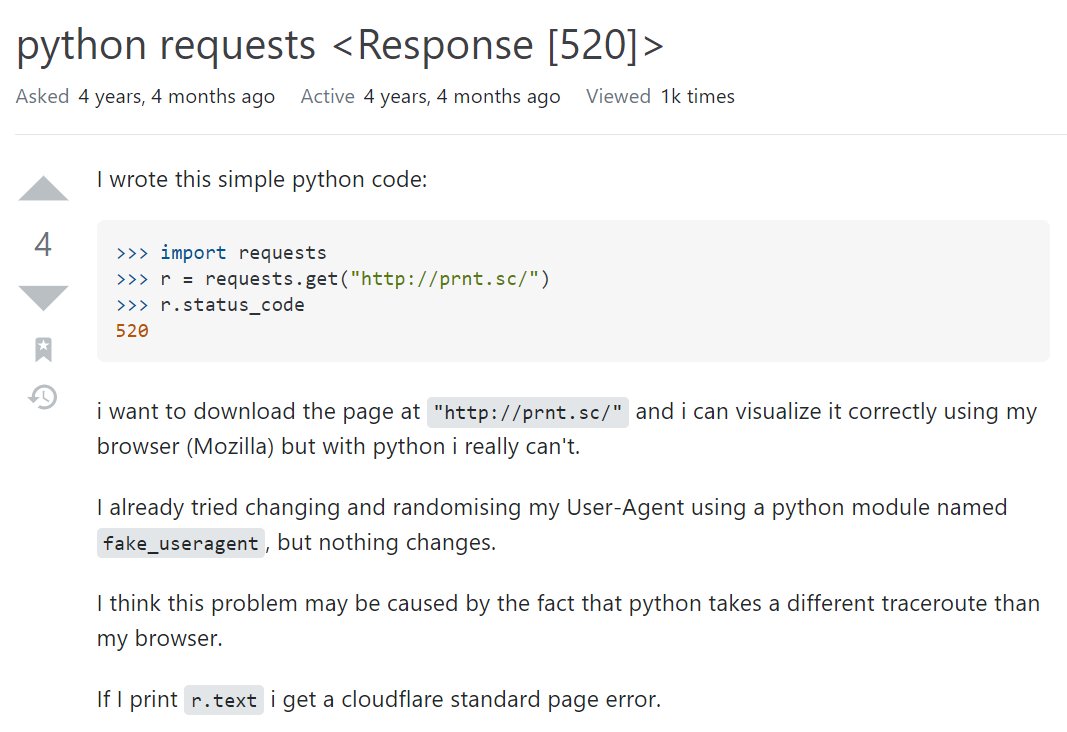 python requests <Response [520]>
Asked 4 years, 4 months ago Active 4 years, 4 months ago Viewed 1k times
I wrote this simple python code:
4
>>> import requests
>>> r = requests.get("http://prnt.sc/")
>>> r.status_code
520
i want to download the page at "http://prnt.sc/" and i can visualize it correctly using my
browser (Mozilla) but with python i really can't.
I already tried changing and randomising my User-Agent using a python module named
fake_useragent, but nothing changes.
I think this problem may be caused by the fact that python takes a different traceroute than
my browser.
If I print r.text i get a cloudflare standard page error.